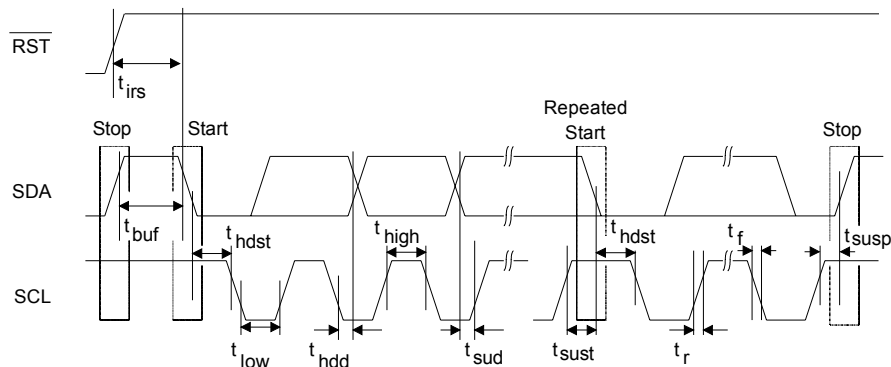 RST
t irs
Repeated
Stop Start Start Stop
SDA
t buf t hdst t high t hdst t f t susp
SCL
t low t hdd t sud t sust t r